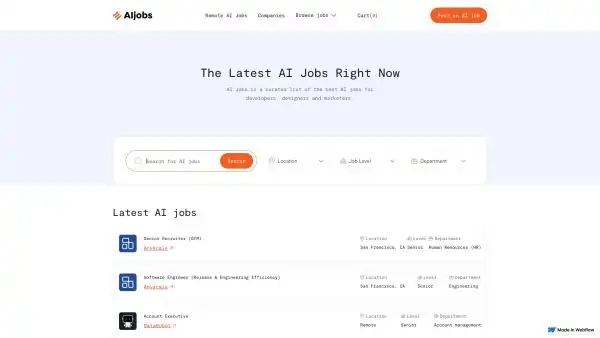 AIjobs
Remote AI Jobs Companies Browse jobs Cart(0)
Post an AI job
The Latest AI Jobs Right Now
AI jobs is a curated list of the best AI jobs for
developers, designers and marketers.
Search for AI jobs Search Location Job Level Department
Latest AI jobs
Senior Recruiter (GTM)
Location Level Department
San Francisco, CA Senior Human Resources (HR)
Software Engineer (Release & Engineering Efficiency)
Location Level Department
San Francisco, CA Senior Engineering
Account Executive
Location Level Department
DataRobot Remote Senior Account management
Made in Webflow